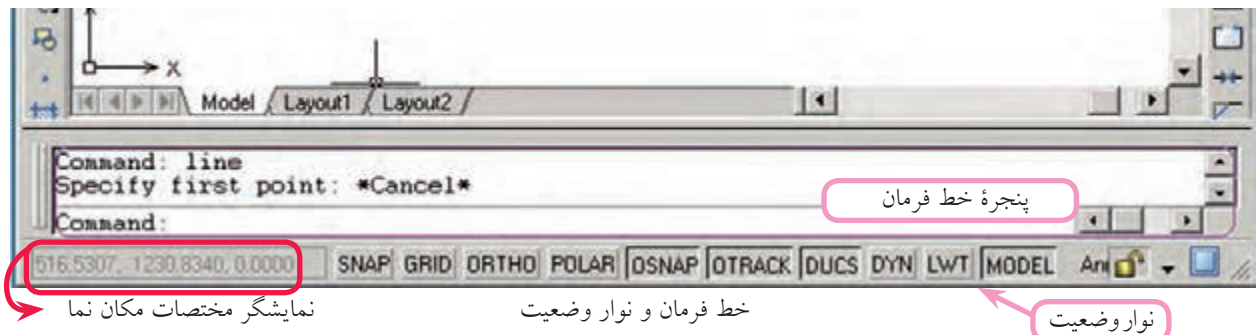 X
Model Layout1 Layout2
Command: line
Specify first point: *Cancel*
پنجرهٔ خط فرمان
Command:
516.5307, 1230.8340, 0.0000 SNAP GRID ORTHO POLAR OSNAP OTRACK DUCS DYN LWT MODEL
نمایشگر مختصات مکان نما
خط فرمان و نوار وضعیت
نوار وضعیت